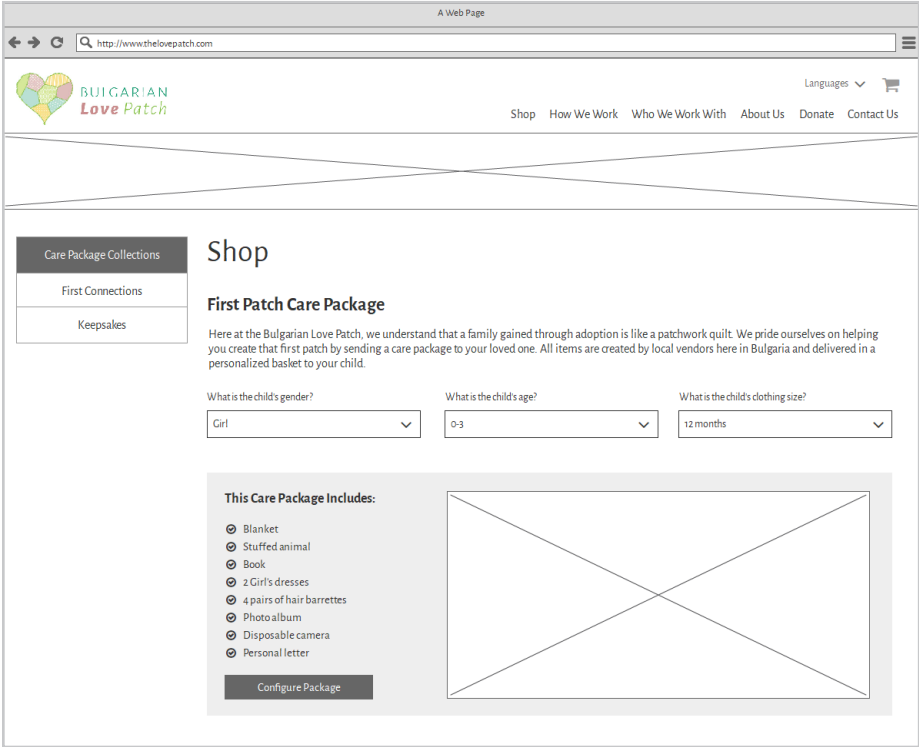 A Web Page
http://www.thelovepatch.com
BULGARIAN
Love Patch
Languages
Shop How We Work Who We Work With About Us Donate Contact Us
Care Package Collections
First Connections
Keepsakes
Shop
First Patch Care Package
Here at the Bulgarian Love Patch, we understand that a family gained through adoption is like a patchwork quilt. We pride ourselves on helping
you create that first patch by sending a care package to your loved one. All items are created by local vendors here in Bulgaria and delivered in a
personalized basket to your child.
What is the child's gender? What is the child's age? What is the child's clothing size?
Girl 0-3 12 months
This Care Package Includes:
Blanket
Stuffed animal
Book
2 Girl's dresses
4 pairs of hair barrettes
Photo album
Disposable camera
Personal letter
Configure Package